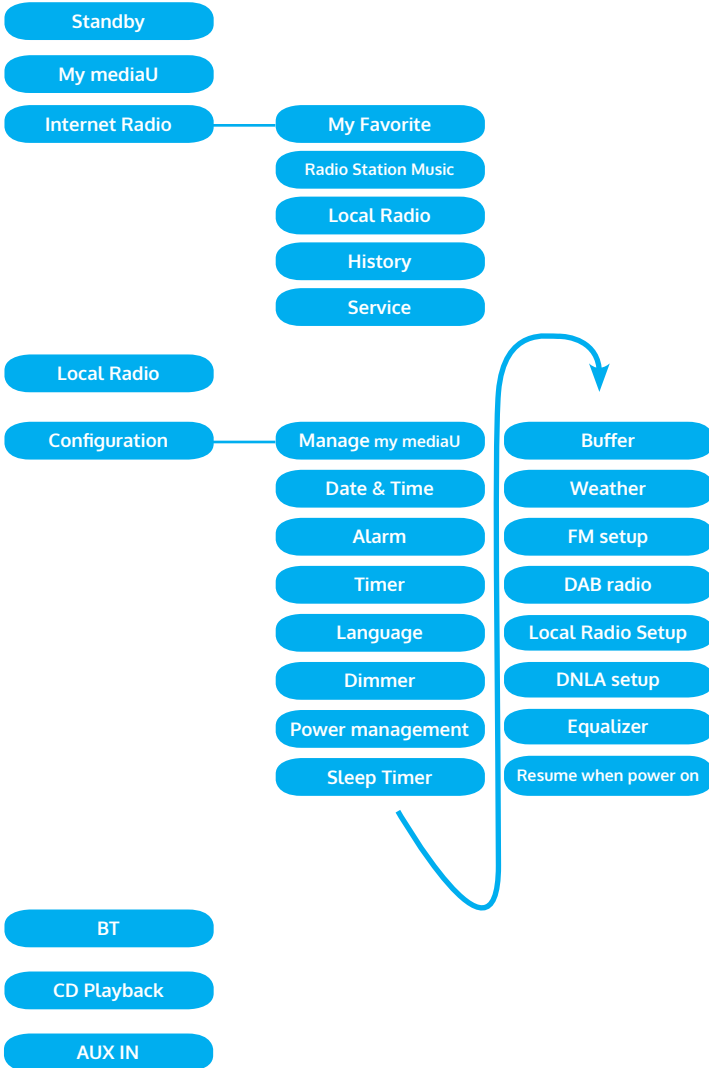 Standby
My mediaU
Internet Radio
My Favorite
Radio Station Music
Local Radio
History
Service
Local Radio
Configuration
Manage my mediaU
Date & Time
Alarm
Timer
Language
Dimmer
Power management
Sleep Timer
Buffer
Weather
FM setup
DAB radio
Local Radio Setup
DNLA setup
Equalizer
Resume when power on
BT
CD Playback
AUX IN